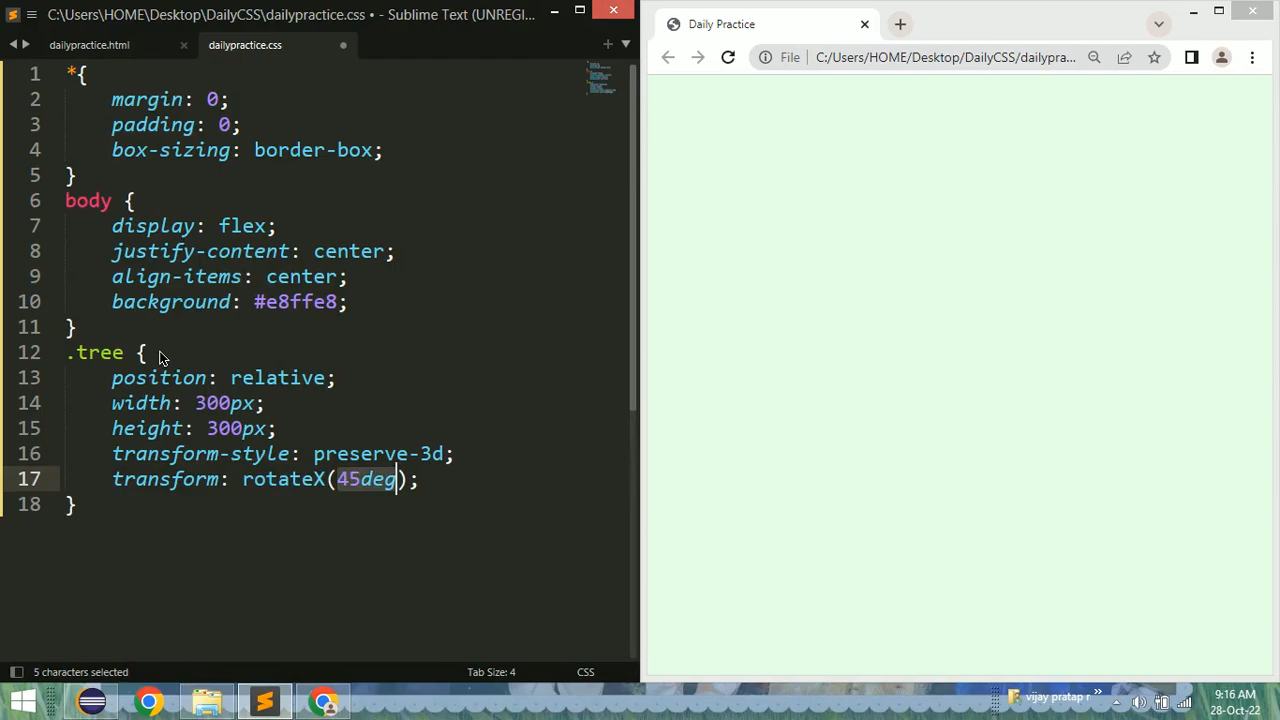 C:\Users\HOME\Desktop\DailyCSS\dailypractice.css • - Sublime Text (UNREGI...
dailypractice.html
dailypractice.css
1 *{
2 margin: 0;
3 padding: 0;
4 box-sizing: border-box;
5 }
6 body {
7 display: flex;
8 justify-content: center;
9 align-items: center;
10 background: #e8ffe8;
11 }
12 .tree {
13 position: relative;
14 width: 300px;
15 height: 300px;
16 transform-style: preserve-3d;
17 transform: rotateX(45deg);
18 }
5 characters selected
Tab Size: 4
CSS
Daily Practice
File
C:/Users/HOME/Desktop/DailyCSS/dailypra...
vijay pratap r
9:16 AM
28-Oct-22